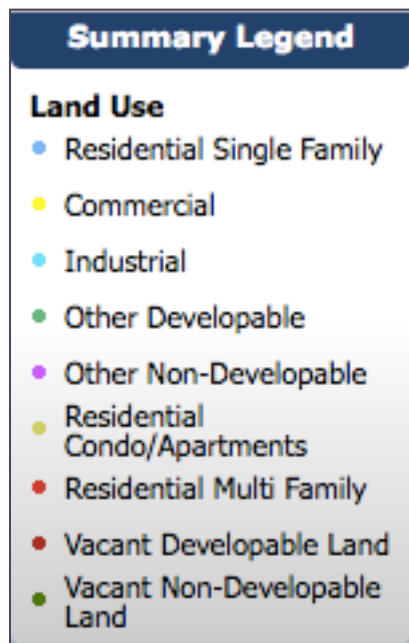 Summary Legend
Land Use
Residential Single Family
Commercial
Industrial
Other Developable
Other Non-Developable
Residential
Condo/Apartments
Residential Multi Family
Vacant Developable Land
Vacant Non-Developable
Land